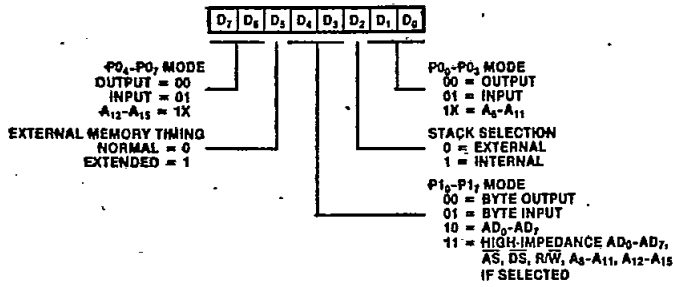 D7 D6 D5 D4 D3 D2 D1 D0
P04-P07 MODE
OUTPUT = 00
INPUT = 01
A12-A15 = 1X
EXTERNAL MEMORY TIMING
NORMAL = 0
EXTENDED = 1
P00-P03 MODE
00 = OUTPUT
01 = INPUT
1X = A8-A11
STACK SELECTION
0 = EXTERNAL
1 = INTERNAL
P10-P17 MODE
00 = BYTE OUTPUT
01 = BYTE INPUT
10 = AD0-AD7
11 = HIGH-IMPEDANCE AD0-AD7,
A̅S̅, D̅S̅, R/W̅, A8-A11, A12-A15
IF SELECTED